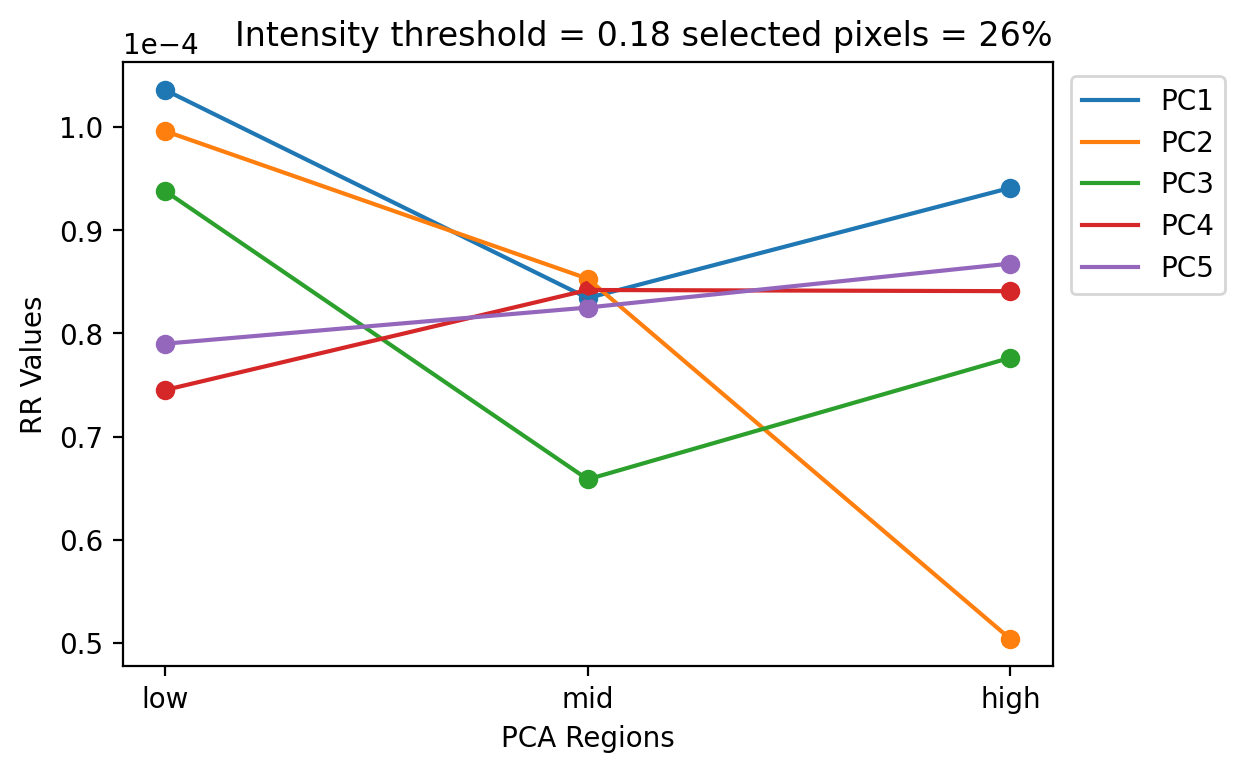 Intensity threshold = 0.18 selected pixels = 26%
1e−4
1.0
0.9
0.8
0.7
0.6
0.5
RR Values
low
mid
high
PCA Regions
PC1
PC2
PC3
PC4
PC5